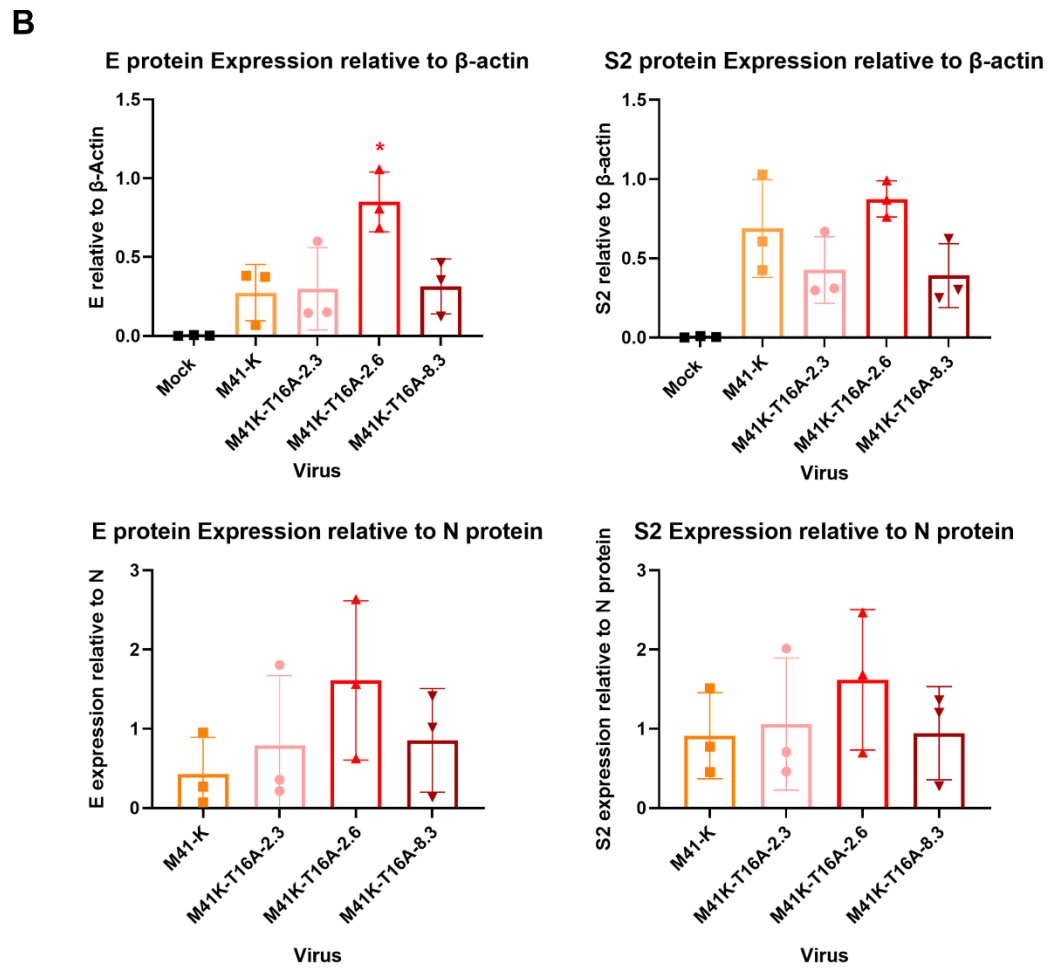 B
E protein Expression relative to β-actin
E relative to β-Actin
1.5
1.0
0.5
0.0
*
Mock
M41-K
M41K-T16A-2.3
M41K-T16A-2.6
M41K-T16A-8.3
Virus
S2 protein Expression relative to β-actin
S2 relative to β-actin
1.5
1.0
0.5
0.0
Mock
M41-K
M41K-T16A-2.3
M41K-T16A-2.6
M41K-T16A-8.3
Virus
E protein Expression relative to N protein
E expression relative to N
3
2
1
0
M41-K
M41K-T16A-2.3
M41K-T16A-2.6
M41K-T16A-8.3
Virus
S2 Expression relative to N protein
S2 expression relative to N protein
3
2
1
0
M41-K
M41K-T16A-2.3
M41K-T16A-2.6
M41K-T16A-8.3
Virus